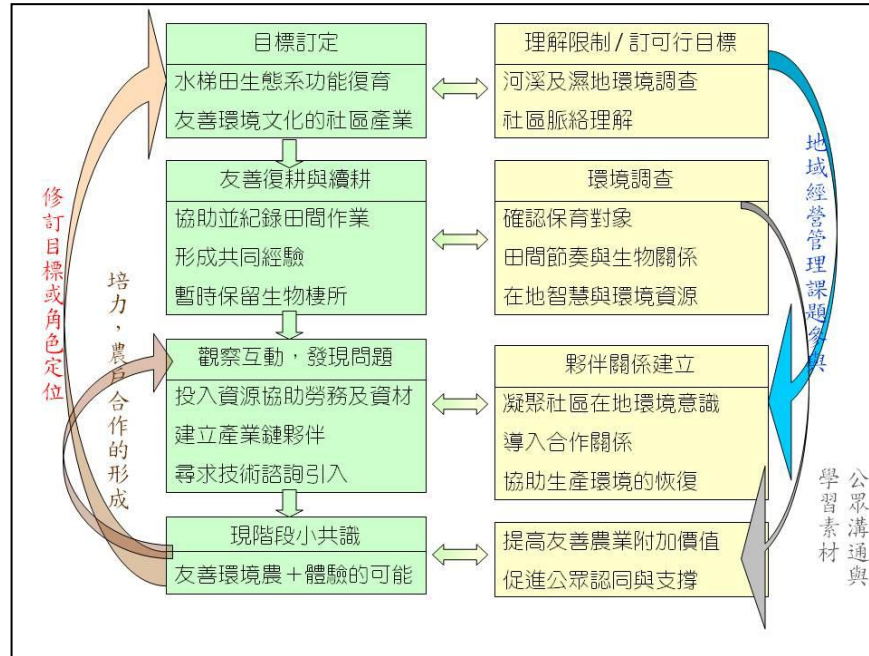 目標訂定
水梯田生態系功能復育
友善環境文化的社區產業
理解限制/訂可行目標
河溪及濕地環境調查
社區脈絡理解
友善復耕與續耕
協助並紀錄田間作業
形成共同經驗
暫時保留生物棲所
環境調查
確認保育對象
田間節奏與生物關係
在地智慧與環境資源
觀察互動，發現問題
投入資源協助勞務及資材
建立產業鏈夥伴
尋求技術諮詢引入
夥伴關係建立
凝聚社區在地環境意識
導入合作關係
協助生產環境的恢復
現階段小共識
友善環境農＋體驗的可能
提高友善農業附加價值
促進公眾認同與支撐
修訂目標或角色定位
培力，農戶合作的形成
地域經營管理課題參與
公眾溝通與
學習素材